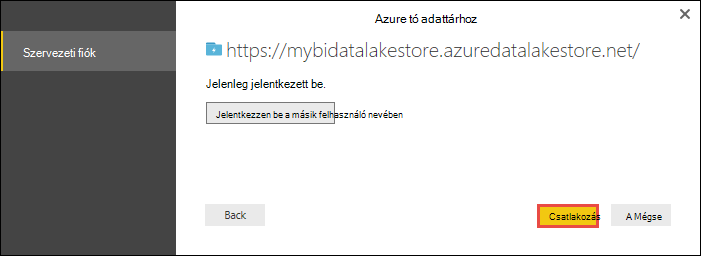 Azure tó adattárhoz
Szervezeti fiók
https://mybidatalakestore.azuredatalakestore.net/
Jelenleg jelentkezett be.
Jelentkezzen be a másik felhasználó nevében
Back
Csatlakozás
A Mégse